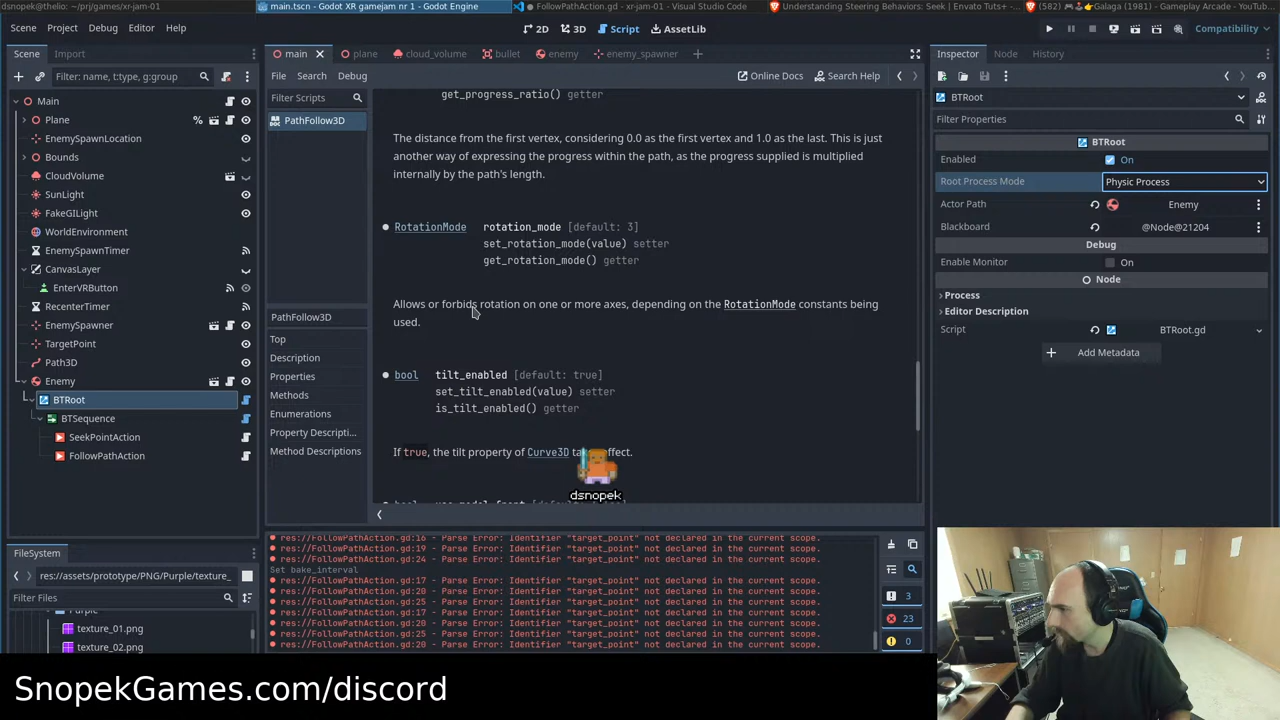 dsnopek@thelio: ~/prj/games/xr-jam-01
main.tscn - Godot XR gamejam nr 1 - Godot Engine
FollowPathAction.gd - xr-jam-01 - Visual Studio Code
Understanding Steering Behaviors: Seek | Envato Tuts+ - ...
(582) ▶Galaga (1981) - Gameplay Arcade - YouTu...
Scene Project Debug Editor Help
2D 3D Script AssetLib
Compatibility
Scene Import
Filter: name, t:type, g:group
Main
Plane
EnemySpawnLocation
Bounds
CloudVolume
SunLight
FakeGILight
WorldEnvironment
EnemySpawnTimer
CanvasLayer
EnterVRButton
RecenterTimer
EnemySpawner
TargetPoint
Path3D
Enemy
BTRoot
BTSequence
SeekPointAction
FollowPathAction
FileSystem
res://assets/prototype/PNG/Purple/texture_
Filter Files
Purple
texture_01.png
texture_02.png
main plane cloud_volume bullet enemy enemy_spawner
File Search Debug
Online Docs Search Help
Filter Scripts
PathFollow3D
PathFollow3D
Top
Description
Properties
Methods
Enumerations
Property Descripti...
Method Descriptions
get_progress_ratio() getter
The distance from the first vertex, considering 0.0 as the first vertex and 1.0 as the last. This is just
another way of expressing the progress within the path, as the progress supplied is multiplied
internally by the path's length.
RotationMode rotation_mode [default: 3]
set_rotation_mode(value) setter
get_rotation_mode() getter
Allows or forbids rotation on one or more axes, depending on the RotationMode constants being
used.
bool tilt_enabled [default: true]
set_tilt_enabled(value) setter
is_tilt_enabled() getter
If true, the tilt property of Curve3D ta effect.
dsnopek
res://FollowPathAction.gd:16 - Parse Error: Identifier "target_point" not declared in the current scope.
res://FollowPathAction.gd:19 - Parse Error: Identifier "target_point" not declared in the current scope.
res://FollowPathAction.gd:24 - Parse Error: Identifier "target_point" not declared in the current scope.
Set bake_interval
res://FollowPathAction.gd:17 - Parse Error: Identifier "target_point" not declared in the current scope.
res://FollowPathAction.gd:20 - Parse Error: Identifier "target_point" not declared in the current scope.
res://FollowPathAction.gd:25 - Parse Error: Identifier "target_point" not declared in the current scope.
res://FollowPathAction.gd:17 - Parse Error: Identifier "target_point" not declared in the current scope.
res://FollowPathAction.gd:20 - Parse Error: Identifier "target_point" not declared in the current scope.
res://FollowPathAction.gd:25 - Parse Error: Identifier "target_point" not declared in the current scope.
res://FollowPathAction.gd:20 - Parse Error: Identifier "target_point" not declared in the current scope.
3
23
0
Inspector Node History
BTRoot
Filter Properties
BTRoot
Enabled On
Root Process Mode Physic Process
Actor Path Enemy
Blackboard @Node@21204
Debug
Enable Monitor On
Node
Process
Editor Description
Script BTRoot.gd
Add Metadata
SnopekGames.com/discord